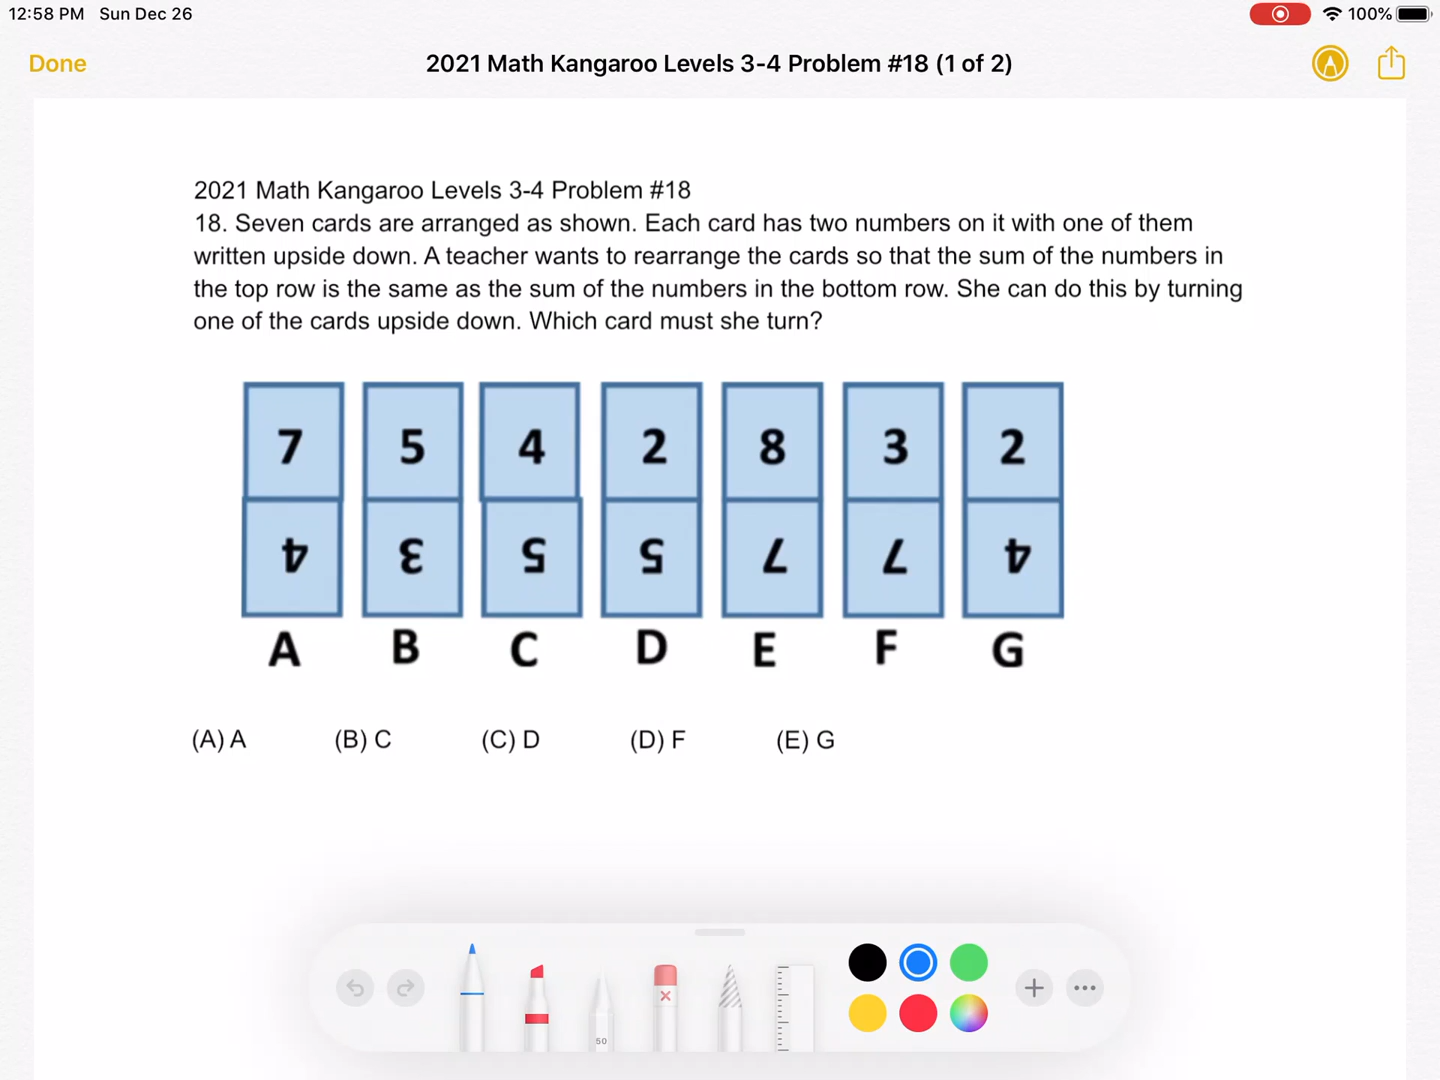 12:58 PM Sun Dec 26
100%
Done
2021 Math Kangaroo Levels 3-4 Problem #18 (1 of 2)
2021 Math Kangaroo Levels 3-4 Problem #18
18. Seven cards are arranged as shown. Each card has two numbers on it with one of them
written upside down. A teacher wants to rearrange the cards so that the sum of the numbers in
the top row is the same as the sum of the numbers in the bottom row. She can do this by turning
one of the cards upside down. Which card must she turn?
7 5 4 2 8 3 2
4 3 5 5 7 7 4
A B C D E F G
(A) A (B) C (C) D (D) F (E) G
50